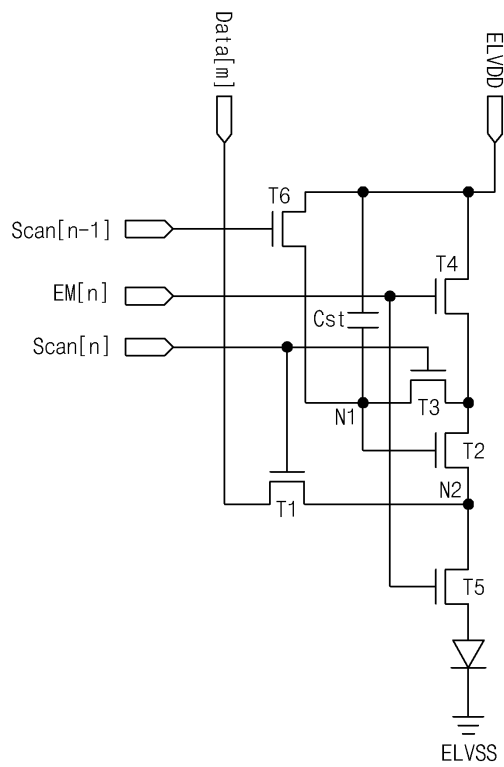 Data[m]
ELVDD
T6
Scan[n-1]
T4
EM[n]
Cst
Scan[n]
N1
T3
T2
N2
T1
T5
ELVSS